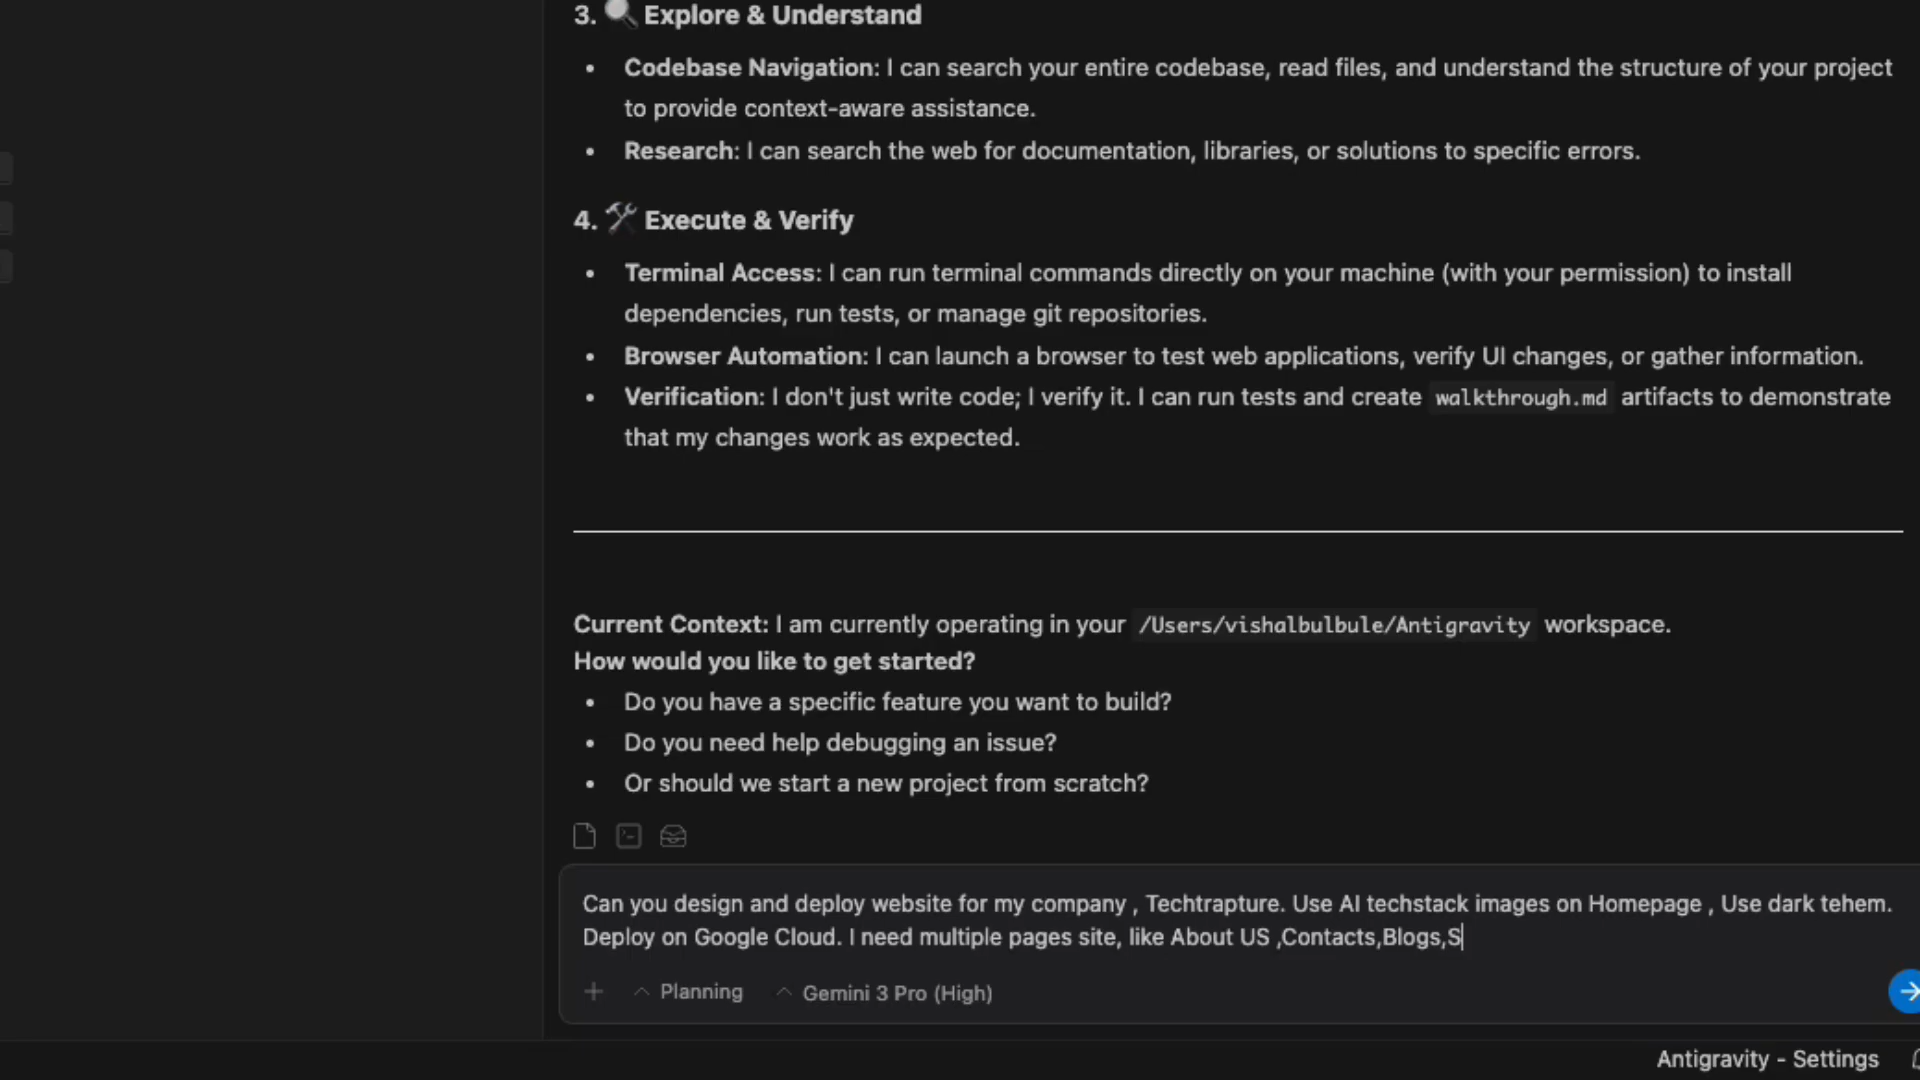 3. 🔍 Explore & Understand
• Codebase Navigation: I can search your entire codebase, read files, and understand the structure of your project
to provide context-aware assistance.
• Research: I can search the web for documentation, libraries, or solutions to specific errors.
4. 🛠 Execute & Verify
• Terminal Access: I can run terminal commands directly on your machine (with your permission) to install
dependencies, run tests, or manage git repositories.
• Browser Automation: I can launch a browser to test web applications, verify UI changes, or gather information.
• Verification: I don't just write code; I verify it. I can run tests and create walkthrough.md artifacts to demonstrate
that my changes work as expected.
Current Context: I am currently operating in your /Users/vishalbulbule/Antigravity workspace.
How would you like to get started?
• Do you have a specific feature you want to build?
• Do you need help debugging an issue?
• Or should we start a new project from scratch?
Can you design and deploy website for my company , Techtrapture. Use AI techstack images on Homepage , Use dark tehem.
Deploy on Google Cloud. I need multiple pages site, like About US ,Contacts,Blogs,S
Planning
Gemini 3 Pro (High)
Antigravity - Settings